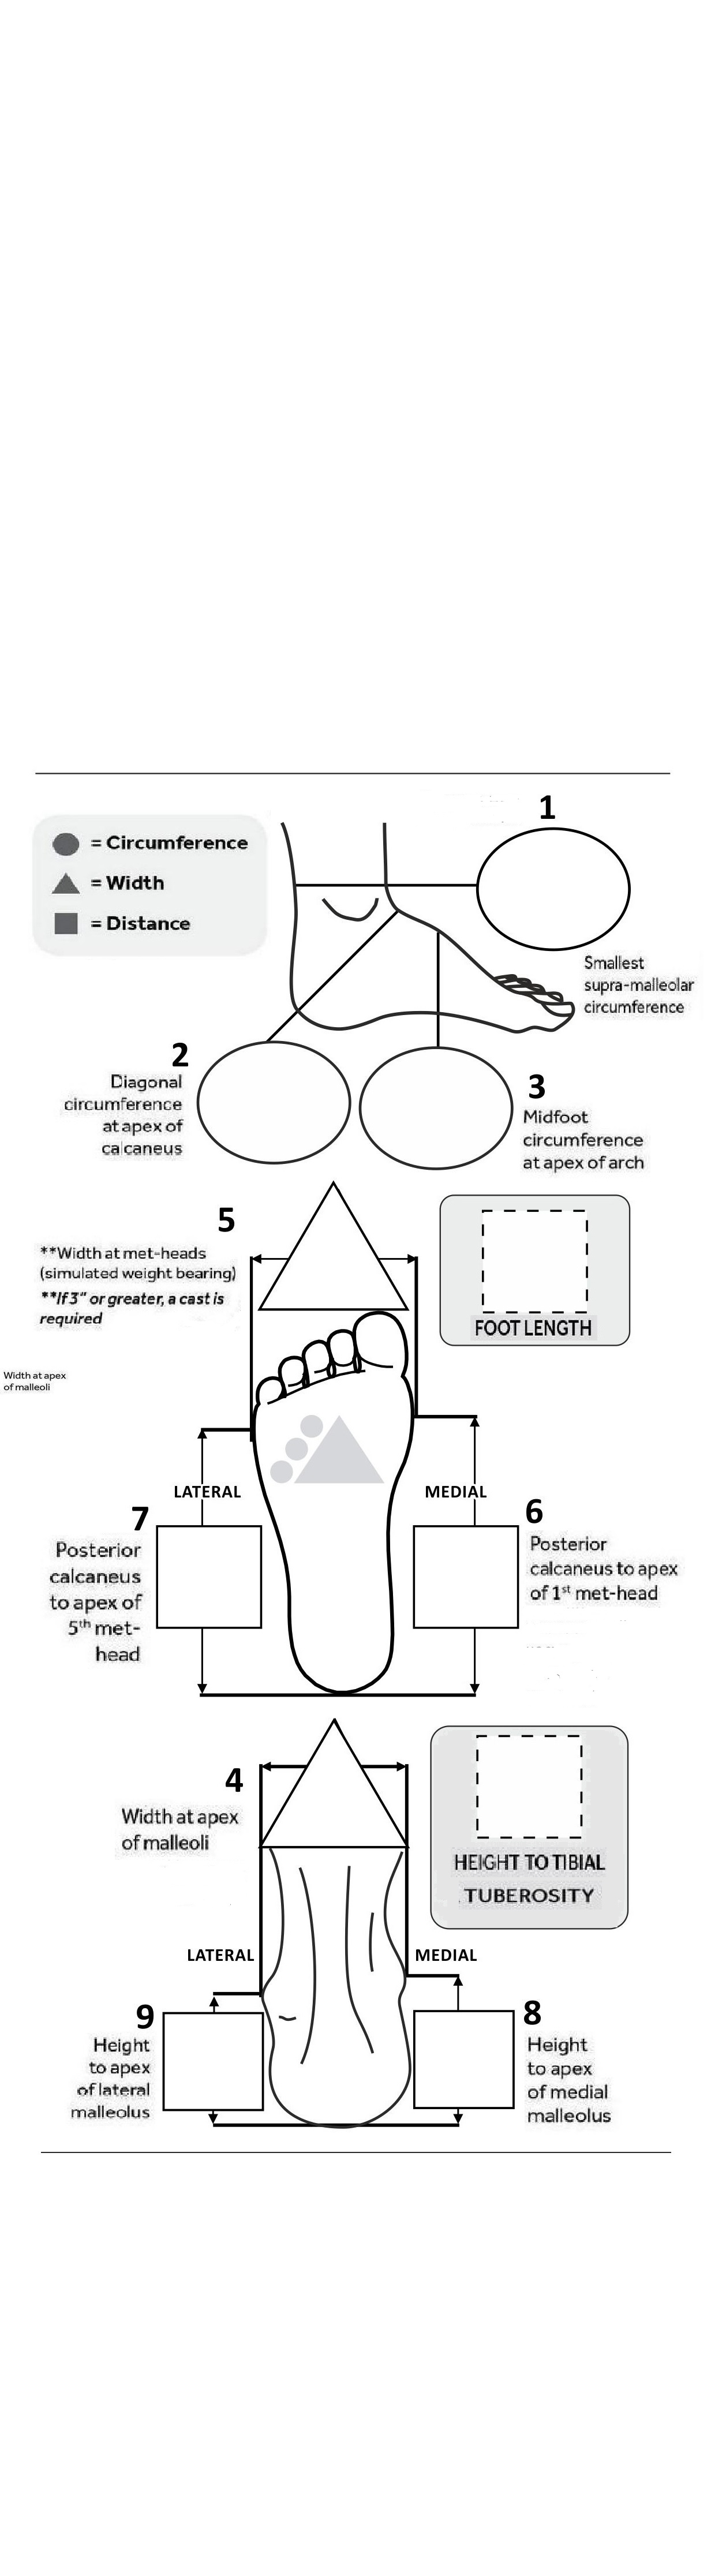 1
= Circumference
= Width
= Distance
Smallest
supra-malleolar
circumference
2
Diagonal
circumference
at apex of
calcaneus
3
Midfoot
circumference
at apex of arch
5
**Width at met-heads
(simulated weight bearing)
**If 3" or greater, a cast is
required
FOOT LENGTH
Width at apex
of malleoli
LATERAL
MEDIAL
7
Posterior
calcaneus
to apex of
5th met-
head
6
Posterior
calcaneus to apex
of 1st met-head
4
Width at apex
of malleoli
HEIGHT TO TIBIAL
TUBEROSITY
LATERAL
MEDIAL
9
Height
to apex
of lateral
malleolus
8
Height
to apex
of medial
malleolus